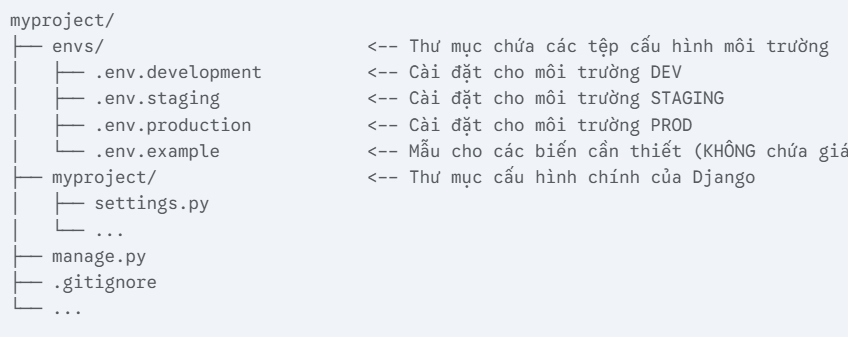 myproject/
├── envs/                     <-- Thư mục chứa các tệp cấu hình môi trường
│   ├── .env.development      <-- Cài đặt cho môi trường DEV
│   ├── .env.staging          <-- Cài đặt cho môi trường STAGING
│   ├── .env.production       <-- Cài đặt cho môi trường PROD
│   └── .env.example          <-- Mẫu cho các biến cần thiết (KHÔNG chứa giá
├── myproject/                <-- Thư mục cấu hình chính của Django
│   ├── settings.py
│   └── ...
├── manage.py
├── .gitignore
└── ...